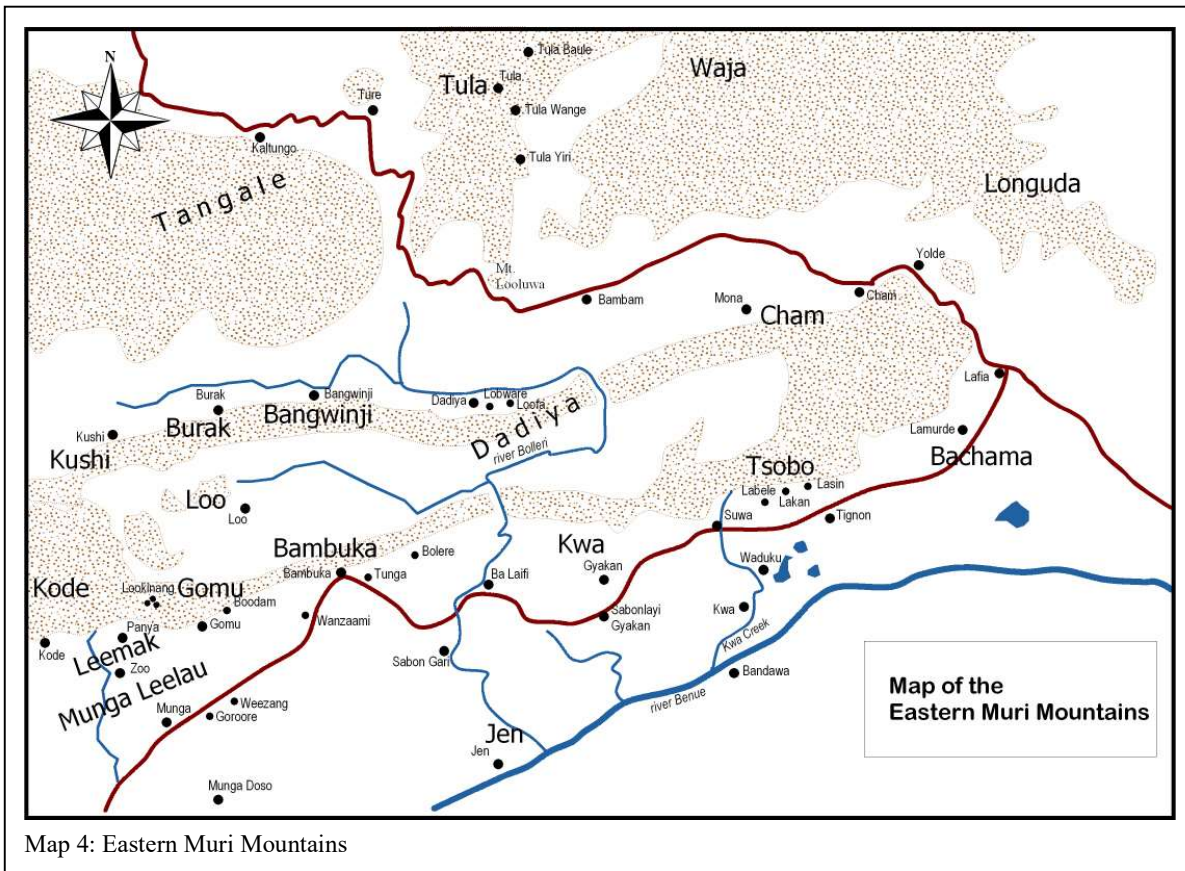 N
Tula Baule
Waja
Tula
Tula
Ture
Tula Wange
Kaltungo
Tula Yiri
Tangale
Longuda
Yolde
Mt.
Looluwa
Bambam
Mona
Cham
Cham
Lafia
Burak
Bangwinji
Dadiya
Lobware
Loofa
Kushi
Burak
Bangwinji
Dadiya
Lamurde
Kushi
river Bolleri
Bachama
Tsobo
Loo
Loo
Labele
Lasin
Lakan
Suwa
Tignon
Bambuka
Bolere
Kwa
Bambuka
Tunga
Ba Laifi
Gyakan
Waduku
Kode
Lookinang
Gomu
Boodam
Wanzaami
Sabonlayi
Gyakan
Kwa
Panya
Gomu
Kode
Leemak
Zoo
Sabon Gari
Kwa Creek
Bandawa
Munga Leelau
Weezang
Munga
Goroore
river Benue
Jen
Jen
Munga Doso
Map of the
Eastern Muri Mountains
Map 4: Eastern Muri Mountains